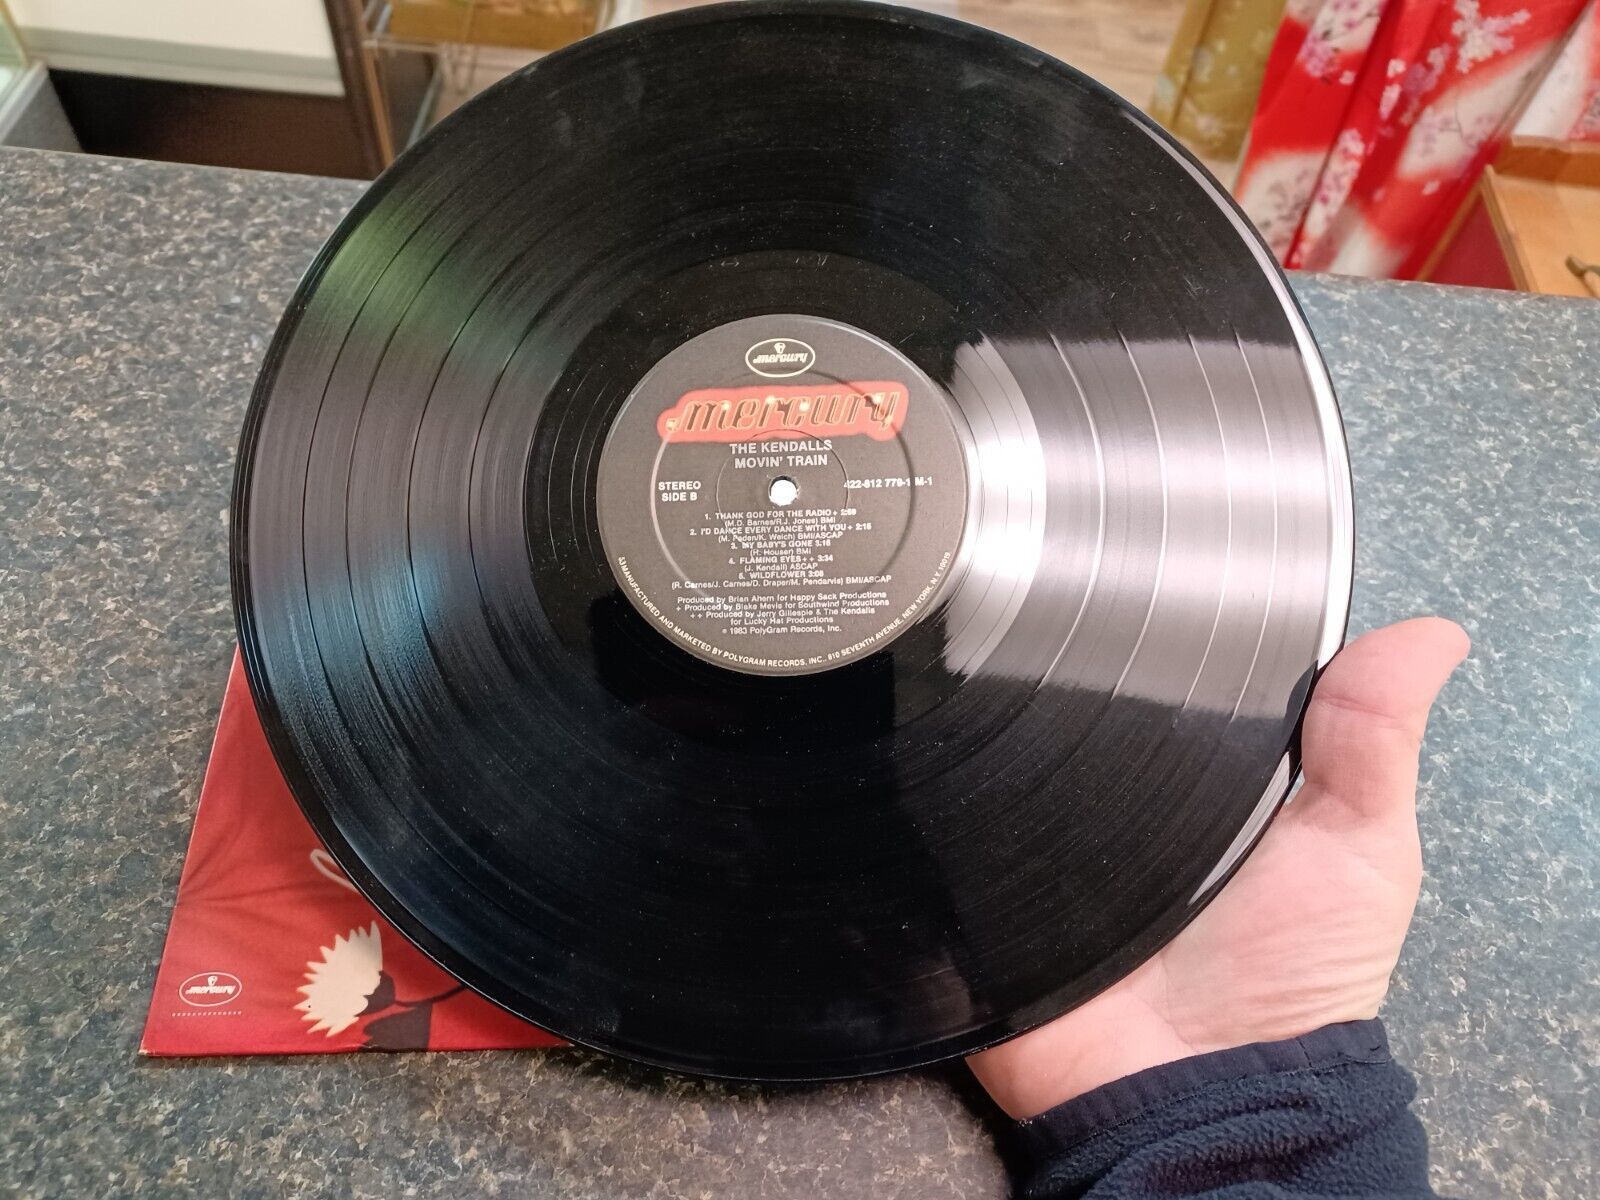 mercury
mercury
THE KENDALLS
MOVIN' TRAIN
STEREO
SIDE B
422-812 779-1 M-1
1. THANK GOD FOR THE RADIO + 2:59
(M.D. Barnes/R.J. Jones) BMI
2. I'D DANCE EVERY DANCE WITH YOU + 2:15
(M. Peden/K. Welch) BMI/ASCAP
3. MY BABY'S GONE 3:16
(H. Houser) BMI
4. FLAMING EYES + + 3:34
(J. Kendall) ASCAP
5. WILDFLOWER 3:08
(R. Carnes/J. Carnes/D. Draper/M. Pendarvis) BMI/ASCAP
Produced by Brian Ahern for Happy Sack Productions
+ Produced by Blake Mevis for Southwind Productions
+ + Produced by Jerry Gillespie & The Kendalls
for Lucky Hat Productions
℗ 1983 PolyGram Records, Inc.
MANUFACTURED AND MARKETED BY POLYGRAM RECORDS, INC., 810 SEVENTH AVENUE, NEW YORK, N.Y. 10019
mercury